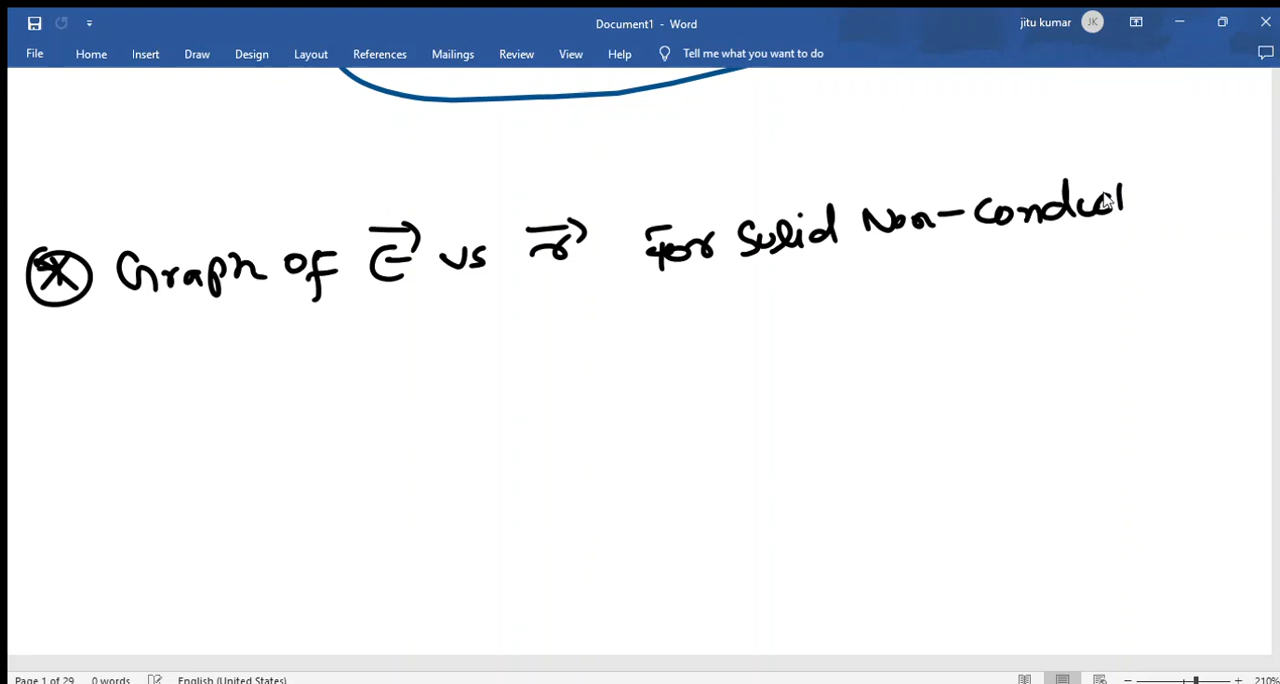 Document1 - Word
jitu kumar
JK
File Home Insert Draw Design Layout References Mailings Review View Help Tell me what you want to do
Graph of E vs r For Solid Non-conduct
Page 1 of 29 0 words English (United States) 210%